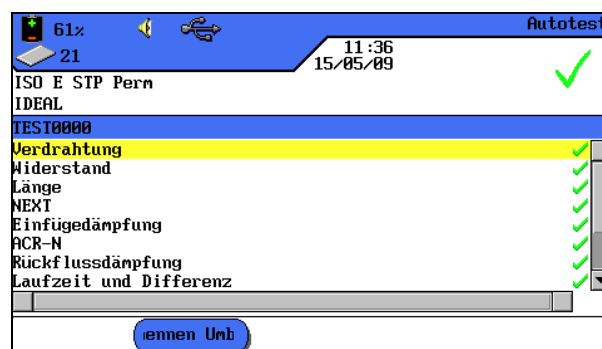 61% Autotest
21 11:36
15/05/09
ISO E STP Perm
IDEAL
TEST0000
Verdrahtung
Widerstand
Länge
NEXT
Einfügedämpfung
ACR-N
Rückflussdämpfung
Laufzeit und Differenz
ennen Umb